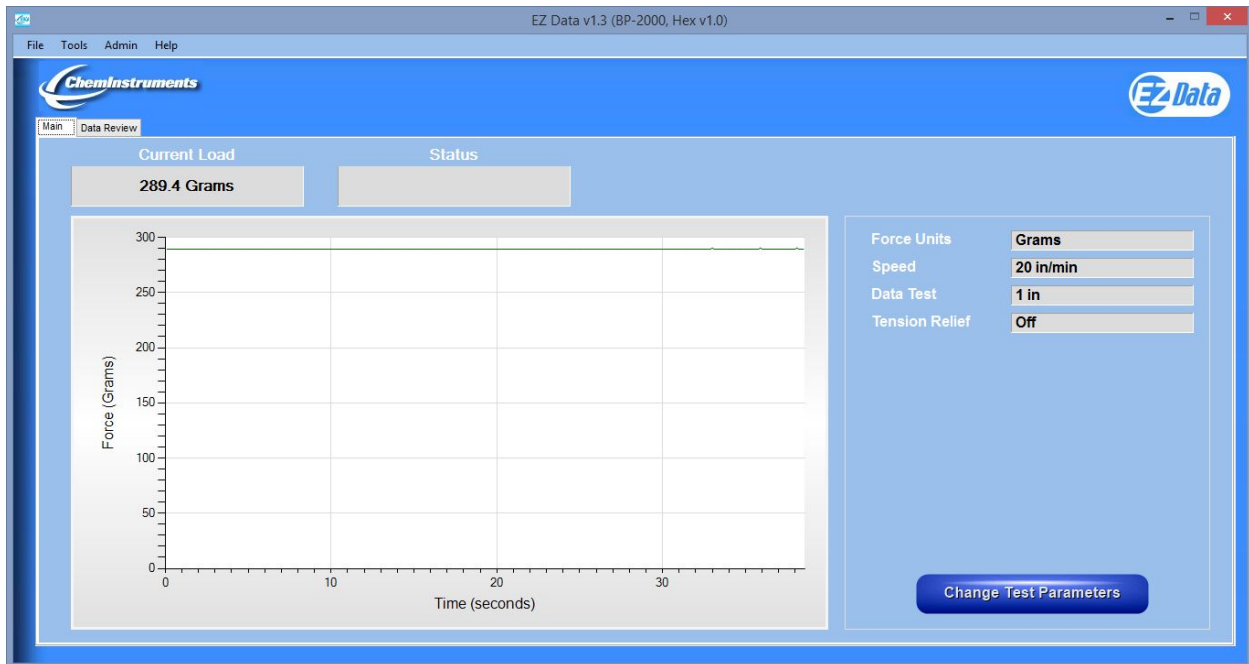 EZ Data v1.3 (BP-2000, Hex v1.0)
File Tools Admin Help
ChemInstruments
EZ Data
Main Data Review
Current Load Status
289.4 Grams
Force Units Grams
Speed 20 in/min
Data Test 1 in
Tension Relief Off
300
250
200
150
100
50
0
Force (Grams)
0 10 20 30
Time (seconds)
Change Test Parameters